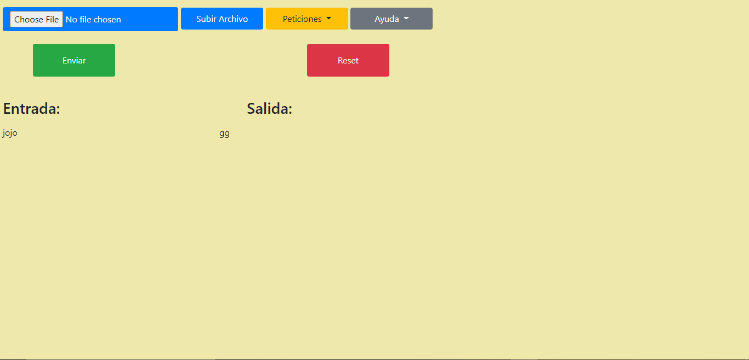 Choose File No file chosen Subir Archivo Peticiones Ayuda
Enviar Reset
Entrada: Salida:
jojo gg